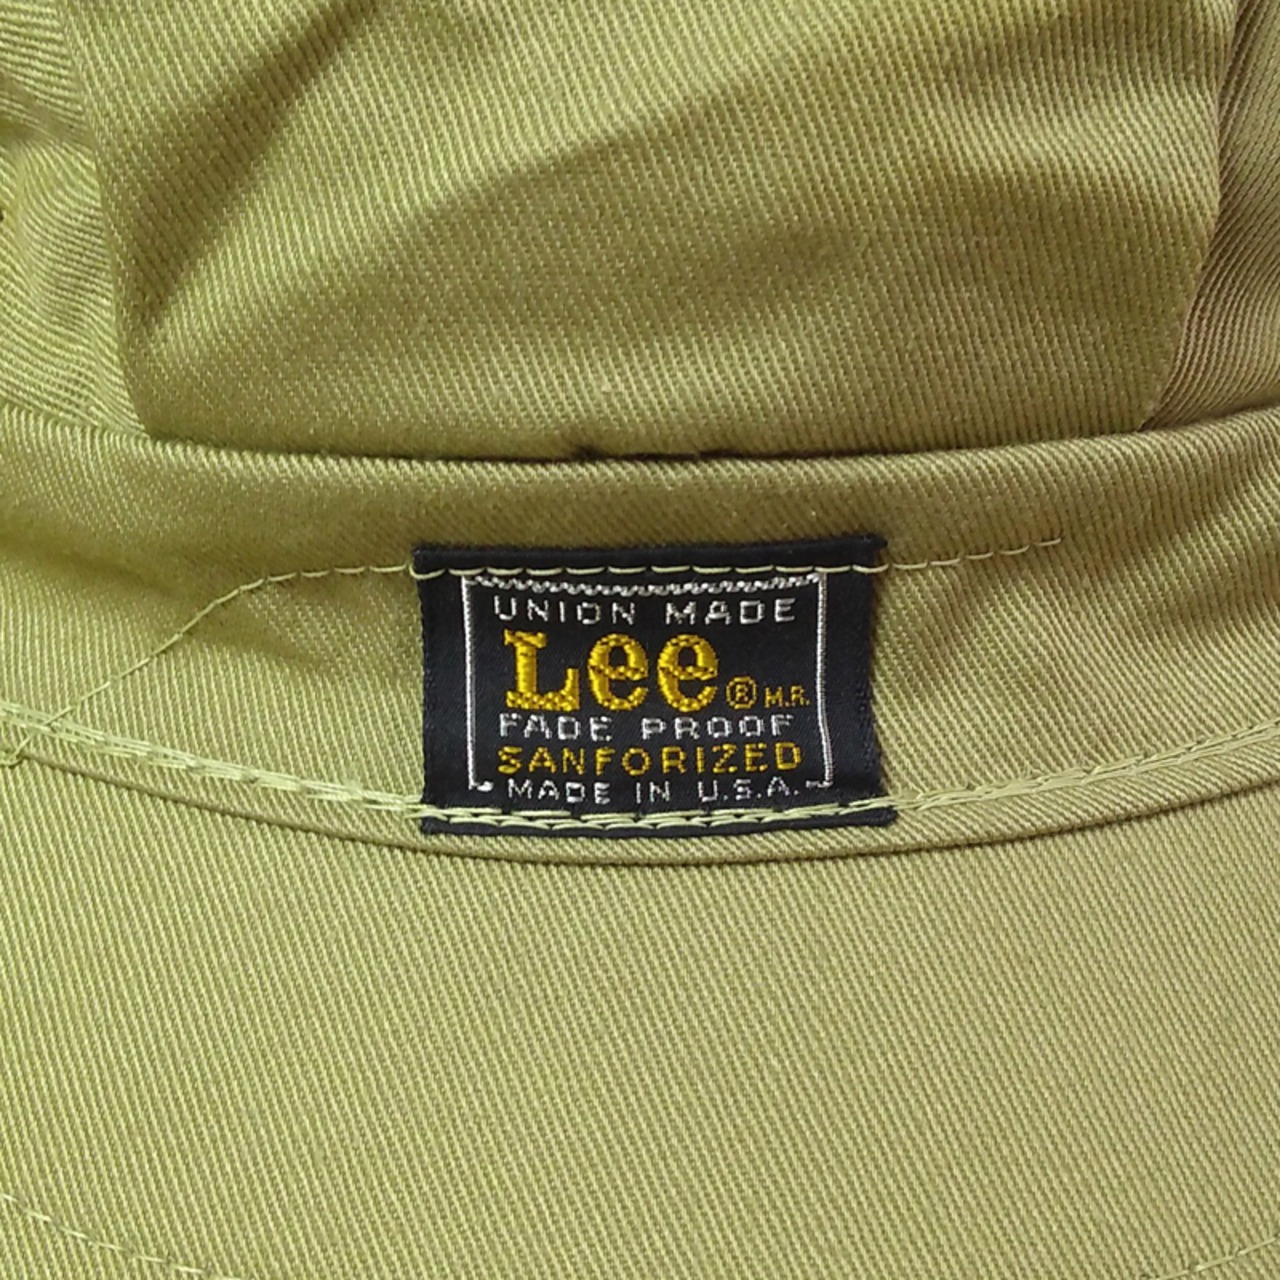 UNION MADE
Lee ® M.R.
FADE PROOF
SANFORIZED
MADE IN U.S.A.